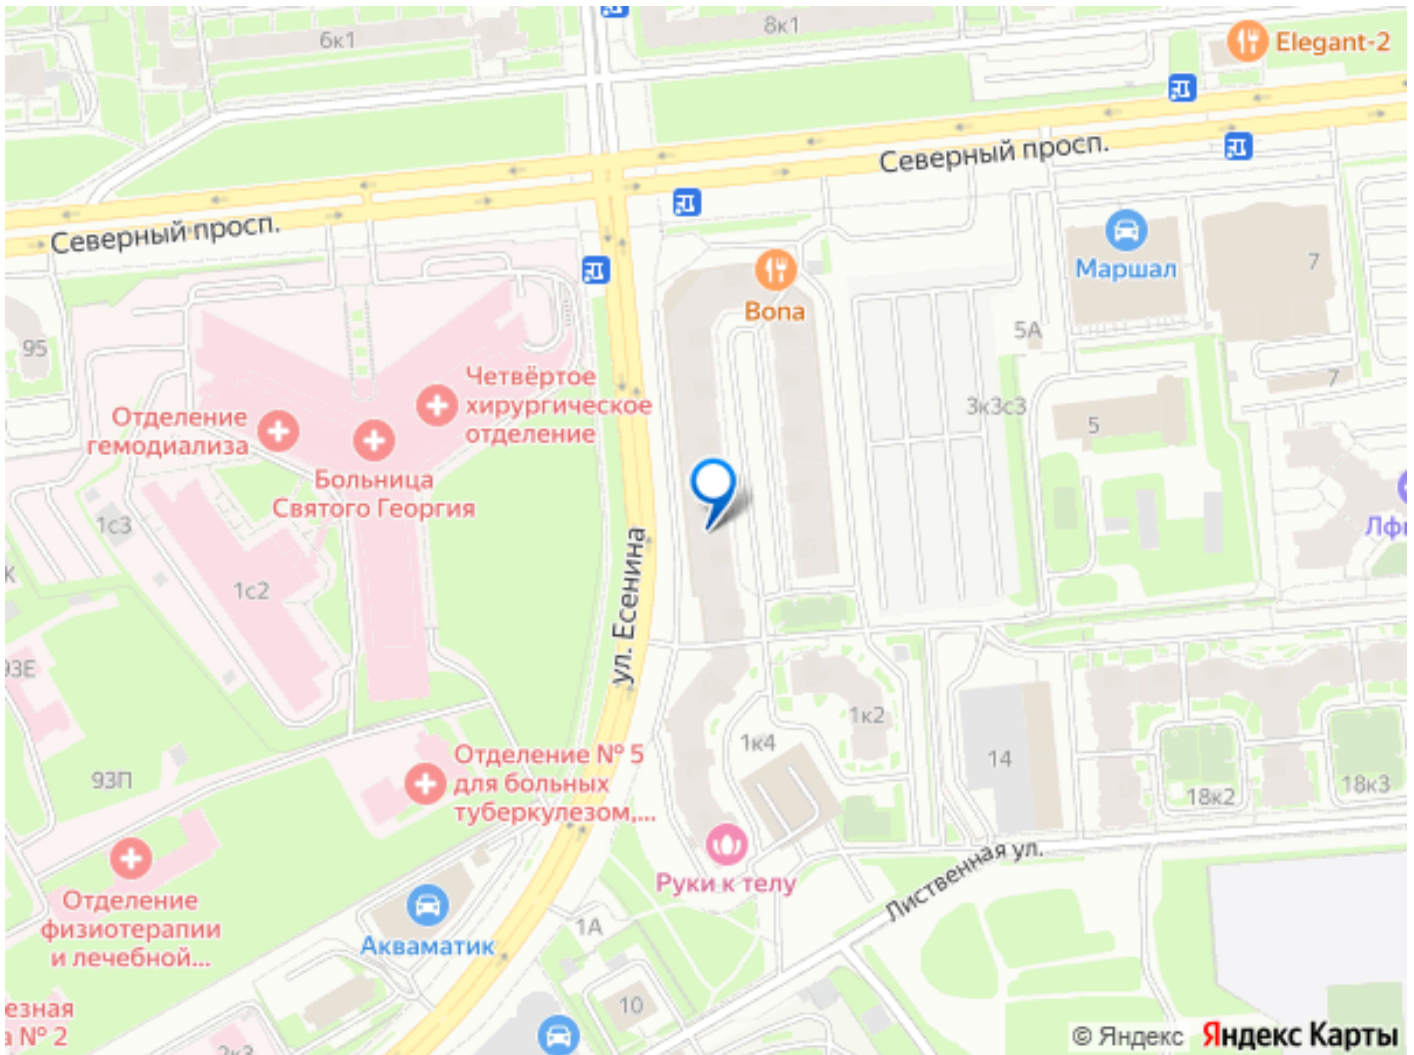 6к1
8к1
Elegant-2
Северный просп.
Северный просп.
Маршал
7
Bona
5А
95
7
Четвёртое
хирургическое
отделение
3к3с3
Отделение
гемодиализа
5
Больница
Святого Георгия
1с3
К
1с2
ул. Есенина
93Е
1к2
1к4
Отделение № 5
для больных
туберкулезом,...
14
93П
18к2
18к3
Руки к телу
Лиственная ул.
Отделение
физиотерапии
и лечебной...
Акваматик
1А
10
© Яндекс Яндекс Карты